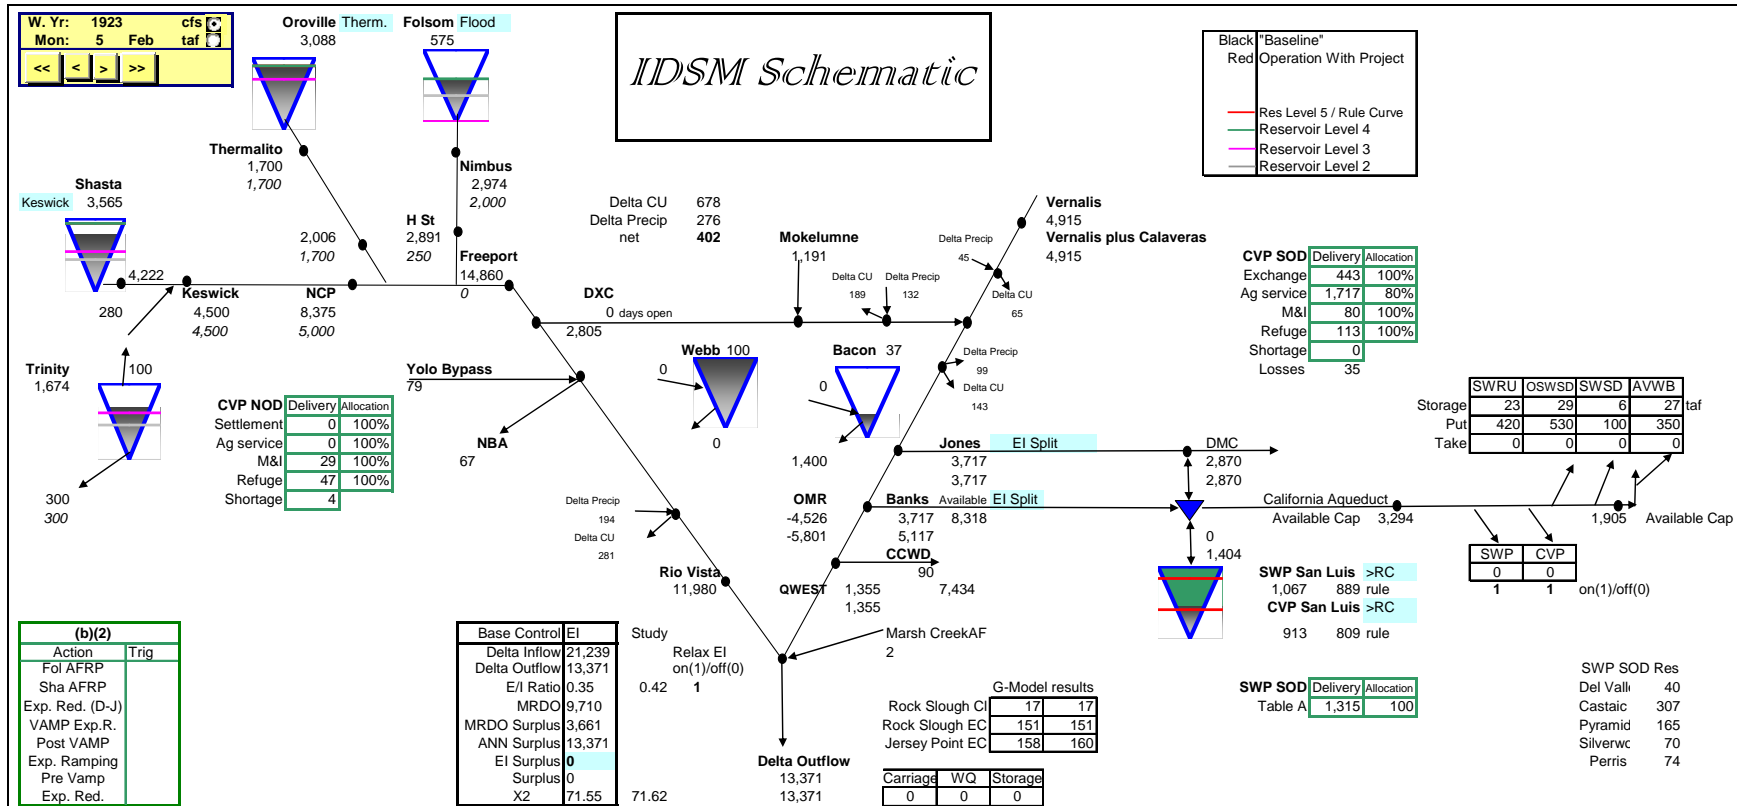 W. Yr: 1923 cfs
Mon: 5 Feb taf
<< < > >>
Oroville Therm.
3,088
Folsom Flood
575
IDSM Schematic
Black "Baseline"
Red Operation With Project
Res Level 5 / Rule Curve
Reservoir Level 4
Reservoir Level 3
Reservoir Level 2
Thermalito
1,700
1,700
Nimbus
2,974
2,000
Shasta
Keswick 3,565
2,006
1,700
H St
2,891
250
Delta CU 678
Delta Precip 276
net 402
Mokelumne
1,191
Vernalis
4,915
Vernalis plus Calaveras
4,915
Delta Precip
45
Delta CU
65
Freeport
14,860
0
4,222
280
Keswick
4,500
4,500
NCP
8,375
5,000
DXC
0 days open
2,805
Delta CU
189
Delta Precip
132
CVP SOD Delivery Allocation
Exchange 443 100%
Ag service 1,717 80%
M&I 80 100%
Refuge 113 100%
Shortage 0
Losses 35
Trinity
1,674
100
300
300
Yolo Bypass
79
Webb 100
0
0
Bacon 37
0
1,400
Delta Precip
99
Delta CU
143
CVP NOD Delivery Allocation
Settlement 0 100%
Ag service 0 100%
M&I 29 100%
Refuge 47 100%
Shortage 4
NBA
67
SWRU OSWSD SWSD AVWB
Storage 23 29 6 27 taf
Put 420 530 100 350
Take 0 0 0 0
Jones EI Split
3,717
3,717
DMC
2,870
2,870
OMR
-4,526
-5,801
Banks Available EI Split
3,717 8,318
5,117
California Aqueduct
Available Cap 3,294
1,905 Available Cap
Delta Precip
194
Delta CU
281
CCWD
90
0
1,404
SWP CVP
0 0
1 1 on(1)/off(0)
Rio Vista
11,980
QWEST 1,355 7,434
1,355
SWP San Luis >RC
1,067 889 rule
CVP San Luis >RC
913 809 rule
(b)(2)
Action Trig
Fol AFRP
Sha AFRP
Exp. Red. (D-J)
VAMP Exp.R.
Post VAMP
Exp. Ramping
Pre Vamp
Exp. Red.
Base Control EI Study
Delta Inflow 21,239 Relax EI
Delta Outflow 13,371 on(1)/off(0)
E/I Ratio 0.35 0.42 1
MRDO 9,710
MRDO Surplus 3,661
ANN Surplus 13,371
EI Surplus 0
Surplus 0
X2 71.55 71.62
Marsh CreekAF
2
Delta Outflow
13,371
13,371
G-Model results
Rock Slough Cl 17 17
Rock Slough EC 151 151
Jersey Point EC 158 160
Carriage WQ Storage
0 0 0
SWP SOD Delivery Allocation
Table A 1,315 100
SWP SOD Res
Del Vall 40
Castaic 307
Pyramid 165
Silverwc 70
Perris 74